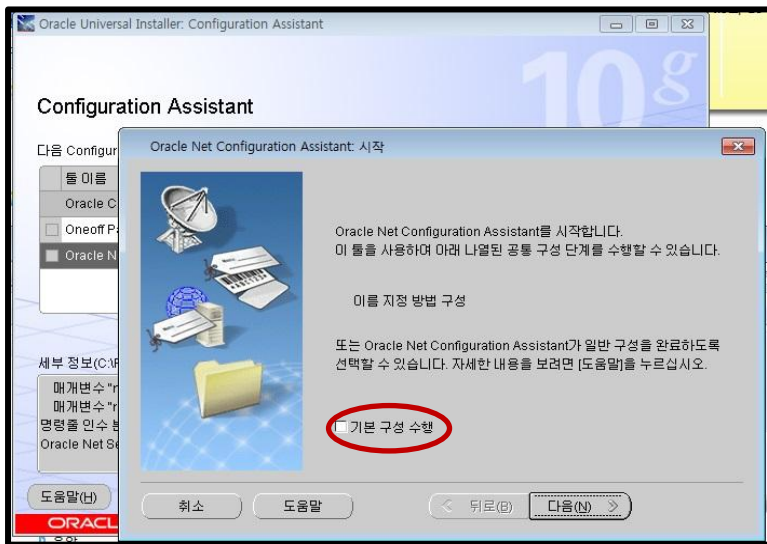 Oracle Universal Installer: Configuration Assistant
10g
Configuration Assistant
다음 Configur
툴 이름
Oracle C
Oneoff Pa
Oracle N
세부 정보(C:\P
매개변수 "r
매개변수 "r
명령줄 인수 분
Oracle Net Se
도움말(H)
ORACL
요약
Oracle Net Configuration Assistant: 시작
Oracle Net Configuration Assistant를 시작합니다.
이 툴을 사용하여 아래 나열된 공통 구성 단계를 수행할 수 있습니다.
이름 지정 방법 구성
또는 Oracle Net Configuration Assistant가 일반 구성을 완료하도록
선택할 수 있습니다. 자세한 내용을 보려면 [도움말]을 누르십시오.
기본 구성 수행
취소
도움말
뒤로(B)
다음(N)